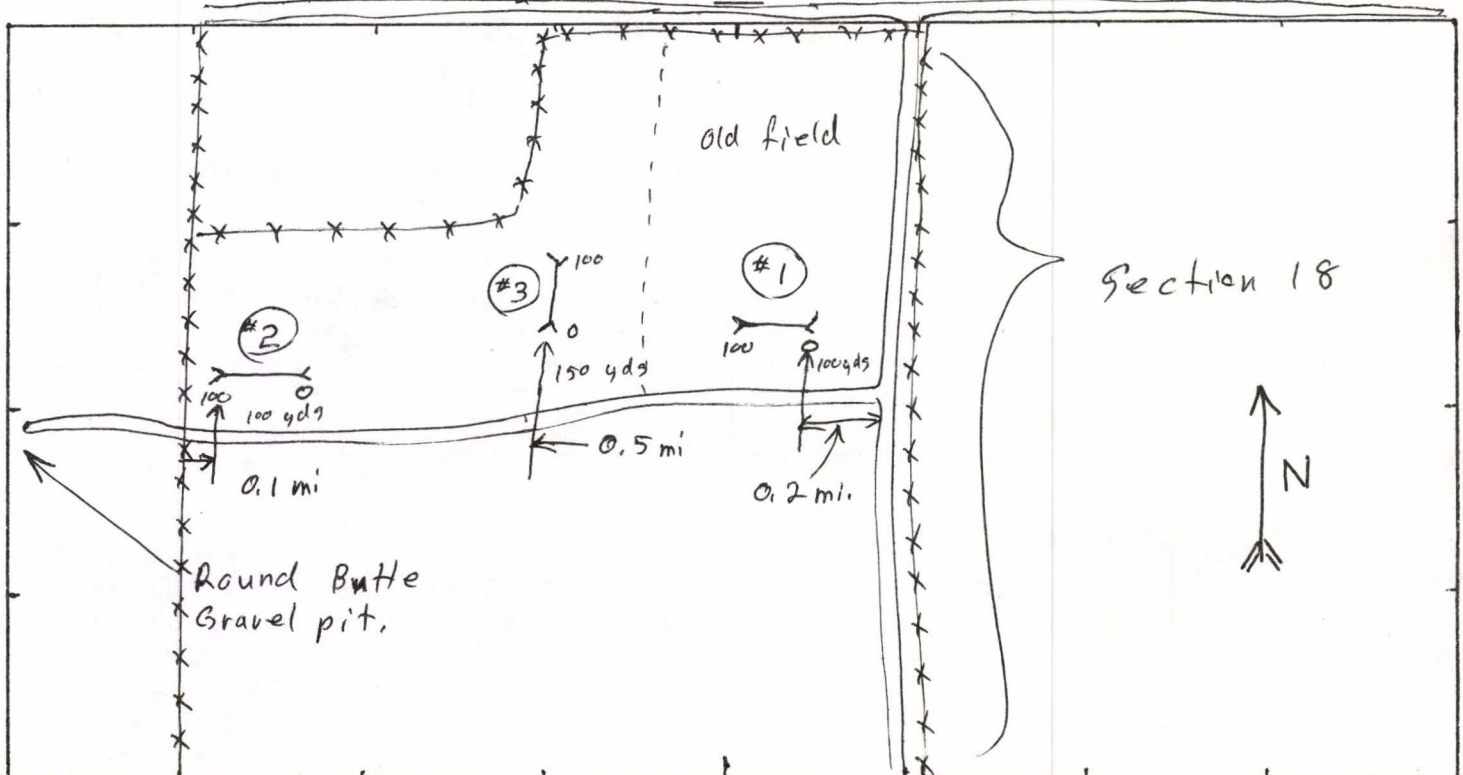 Old field
#1
100
0
100yds
0.2 mi.
#3
100
0
150 yds
0.5 mi
#2
100
0
100 yds
0.1 mi
Section 18
N
Round Butte
Gravel pit.